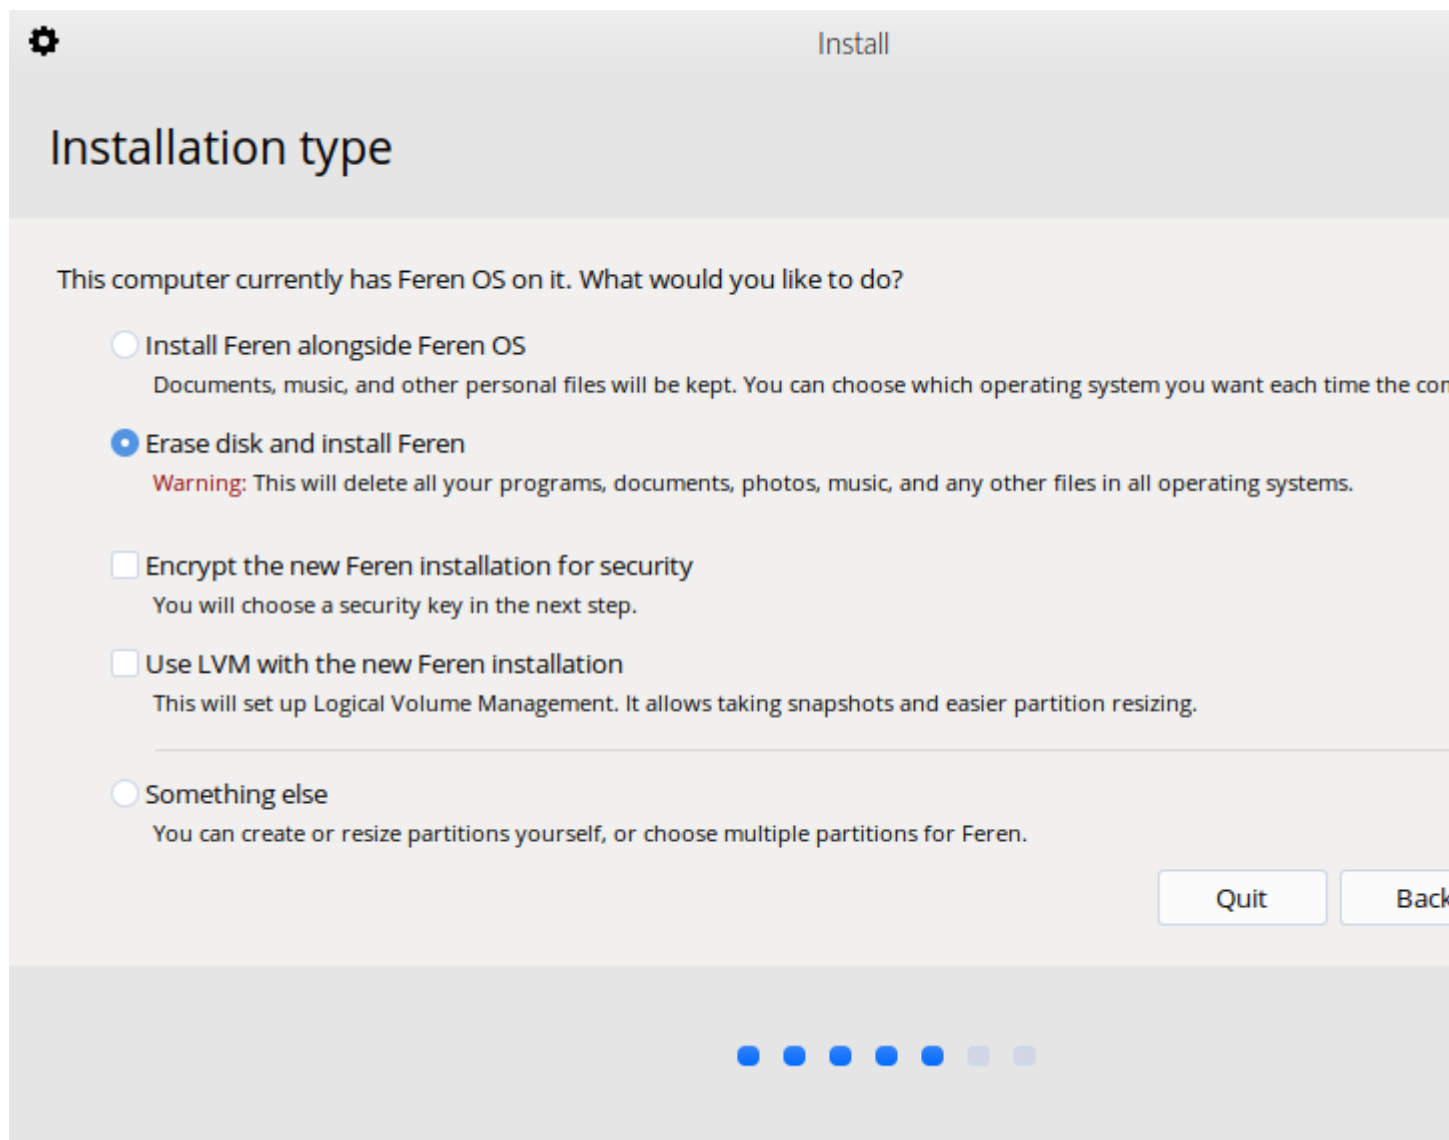 Install
Installation type
This computer currently has Feren OS on it. What would you like to do?
Install Feren alongside Feren OS
Documents, music, and other personal files will be kept. You can choose which operating system you want each time the
Erase disk and install Feren
Warning: This will delete all your programs, documents, photos, music, and any other files in all operating systems.
Encrypt the new Feren installation for security
You will choose a security key in the next step.
Use LVM with the new Feren installation
This will set up Logical Volume Management. It allows taking snapshots and easier partition resizing.
Something else
You can create or resize partitions yourself, or choose multiple partitions for Feren.
Quit
Back